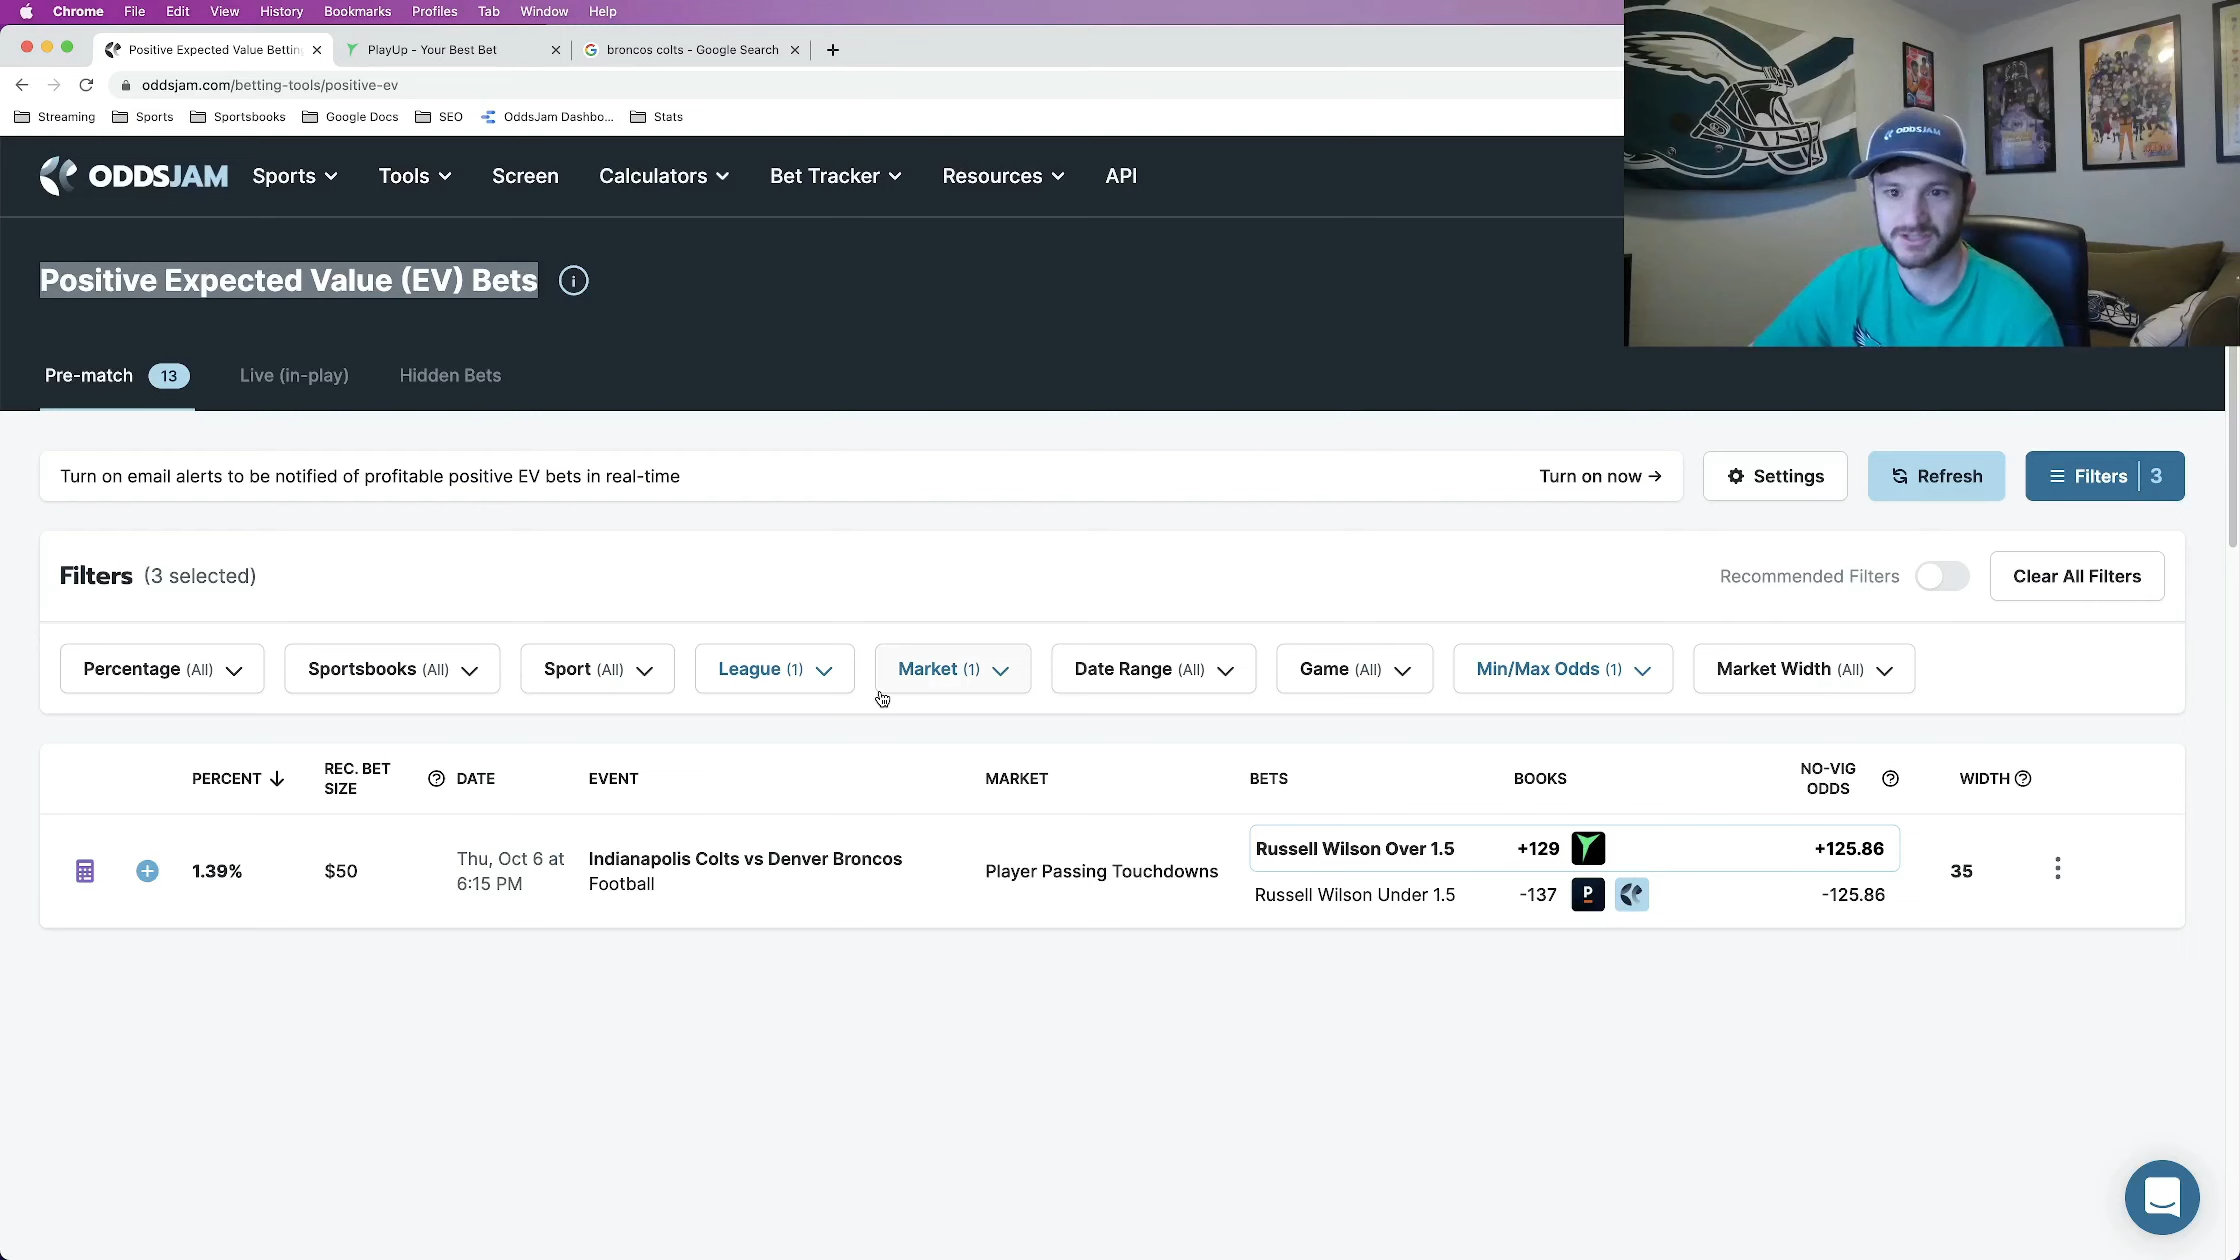 Chrome File Edit View History Bookmarks Profiles Tab Window Help
Positive Expected Value Betting PlayUp - Your Best Bet broncos colts - Google Search
oddsjam.com/betting-tools/positive-ev
Streaming Sports Sportsbooks Google Docs SEO OddsJam Dashbo... Stats
ODDSJAM Sports Tools Screen Calculators Bet Tracker Resources API
ODDSJAM
Positive Expected Value (EV) Bets
Pre-match 13 Live (in-play) Hidden Bets
Turn on email alerts to be notified of profitable positive EV bets in real-time Turn on now → Settings Refresh Filters 3
Filters (3 selected) Recommended Filters Clear All Filters
Percentage (All) Sportsbooks (All) Sport (All) League (1) Market (1) Date Range (All) Game (All) Min/Max Odds (1) Market Width (All)
PERCENT REC. BET SIZE DATE EVENT MARKET BETS BOOKS NO-VIG ODDS WIDTH
1.39% $50 Thu, Oct 6 at 6:15 PM Indianapolis Colts vs Denver Broncos Football Player Passing Touchdowns
Russell Wilson Over 1.5 +129 +125.86
Russell Wilson Under 1.5 -137 P -125.86
35